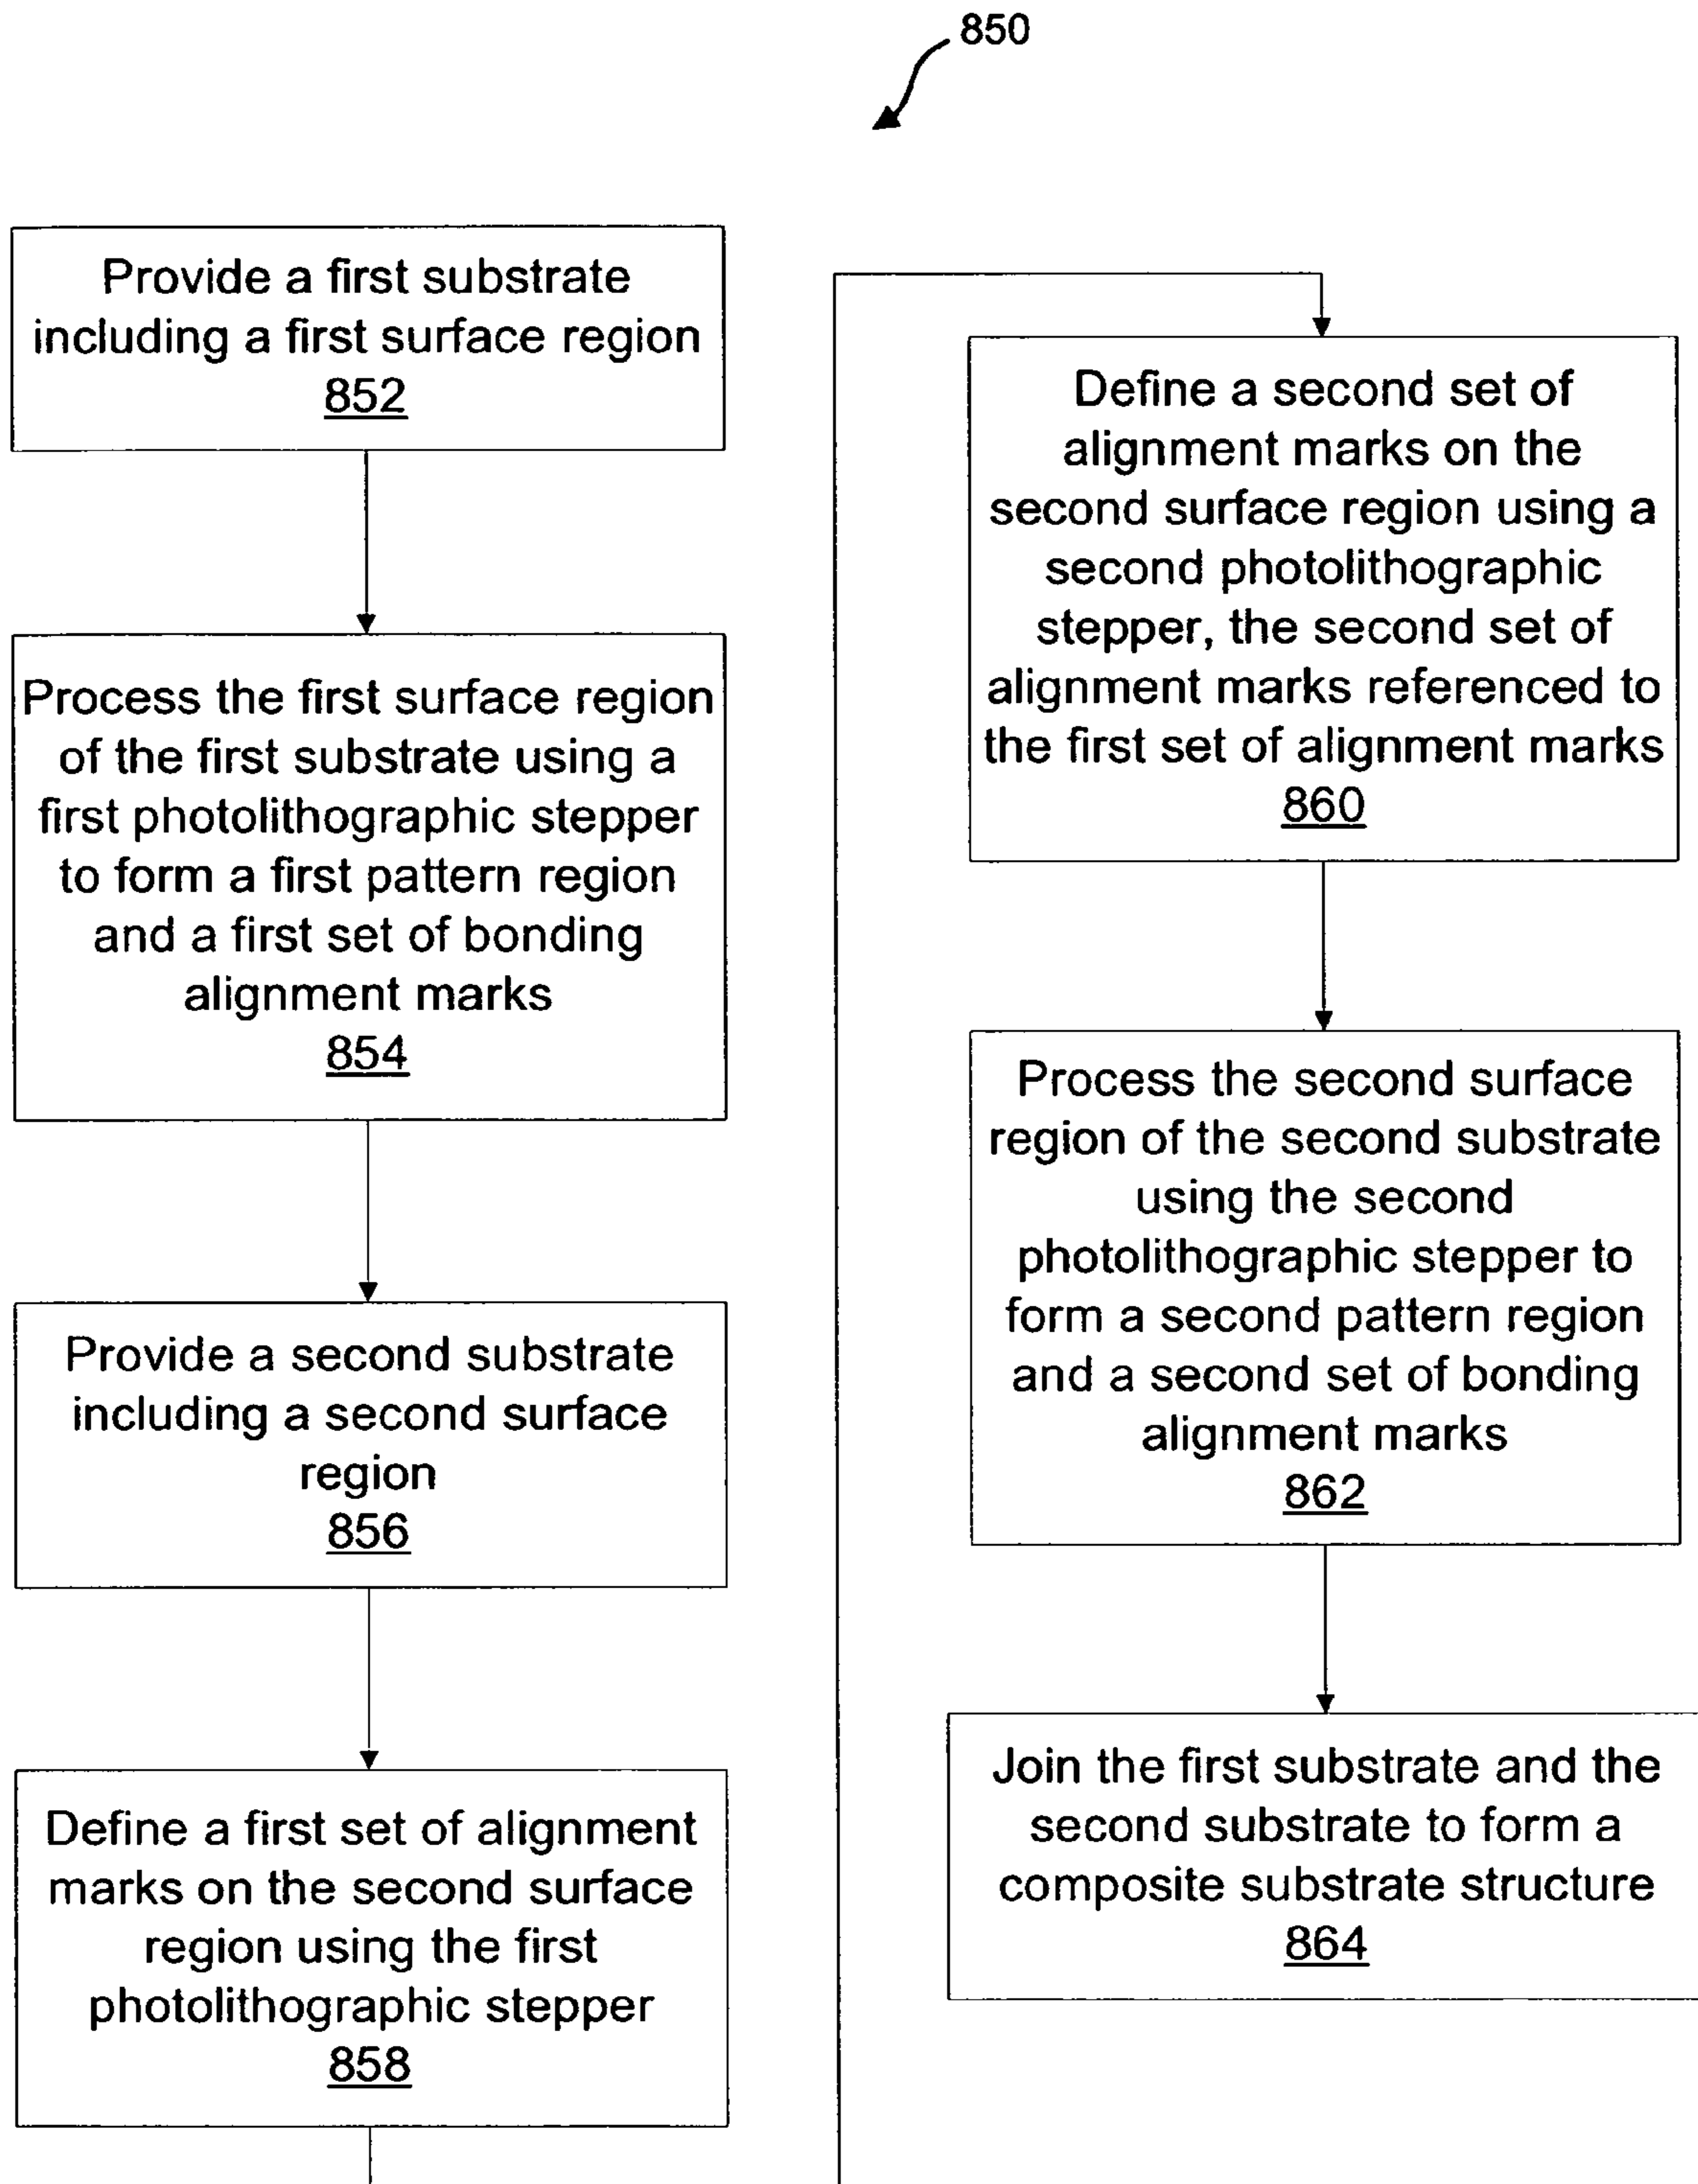 850
Provide a first substrate
including a first surface region
852
Process the first surface region
of the first substrate using a
first photolithographic stepper
to form a first pattern region
and a first set of bonding
alignment marks
854
Provide a second substrate
including a second surface
region
856
Define a first set of alignment
marks on the second surface
region using the first
photolithographic stepper
858
Define a second set of
alignment marks on the
second surface region using a
second photolithographic
stepper, the second set of
alignment marks referenced to
the first set of alignment marks
860
Process the second surface
region of the second substrate
using the second
photolithographic stepper to
form a second pattern region
and a second set of bonding
alignment marks
862
Join the first substrate and the
second substrate to form a
composite substrate structure
864